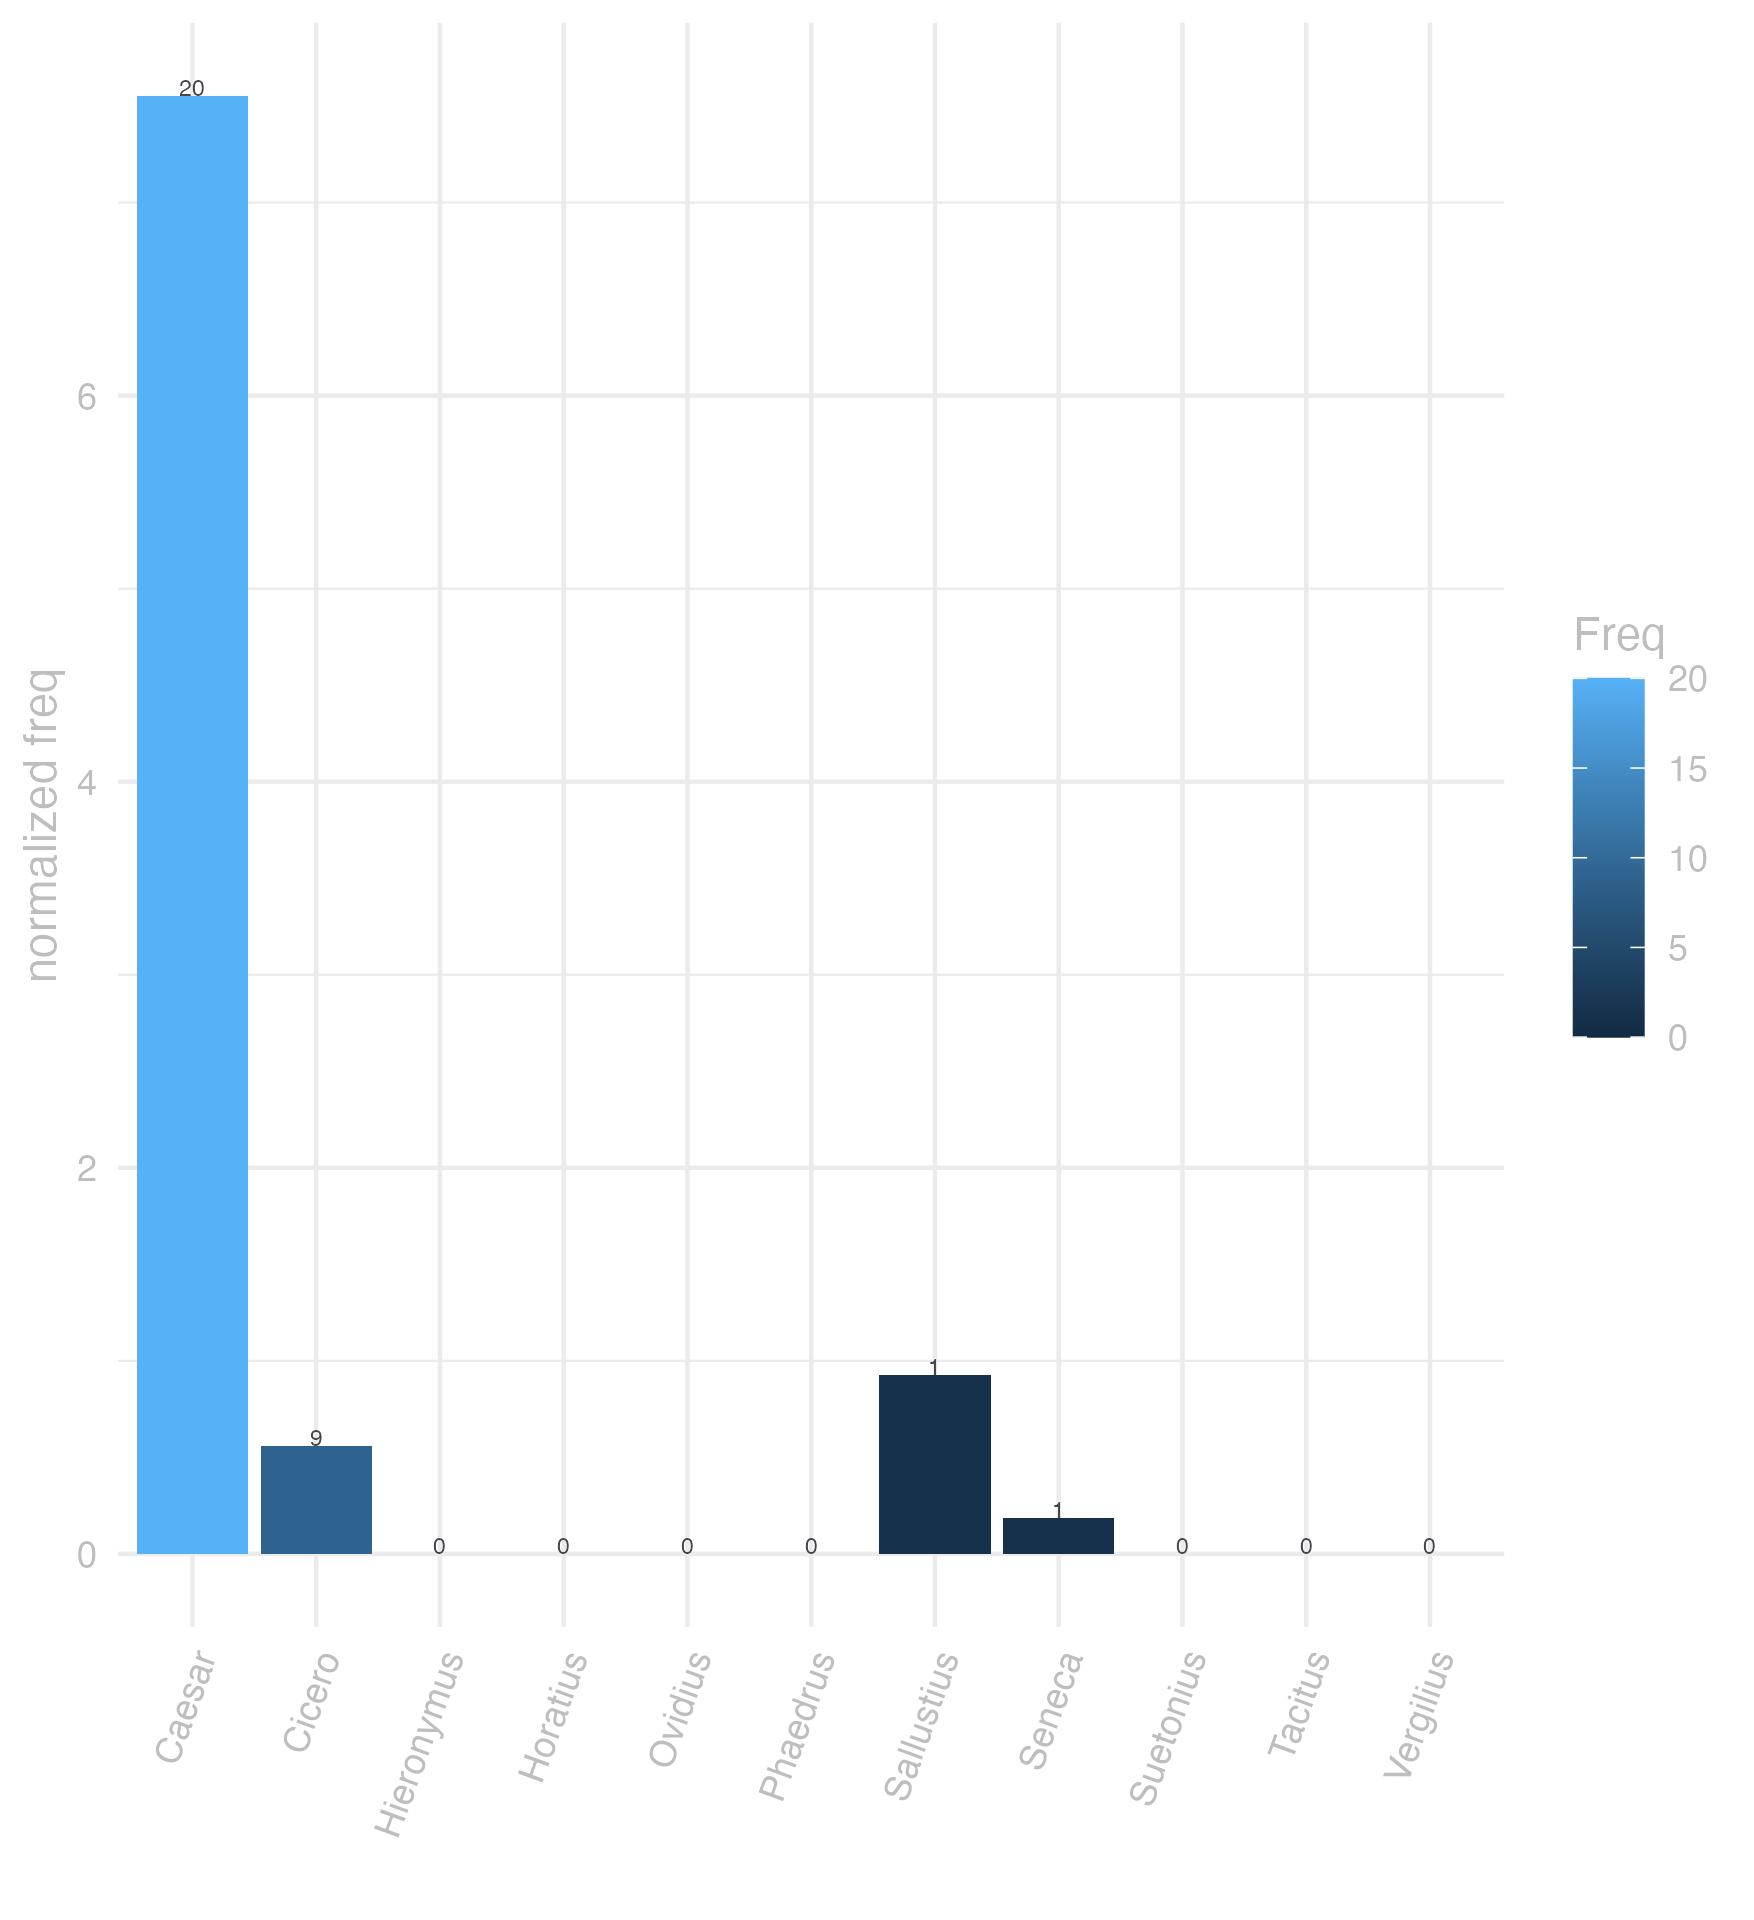 normalized freq
6
4
2
0
20
9
0
0
0
0
1
1
0
0
0
Caesar
Cicero
Hieronymus
Horatius
Ovidius
Phaedrus
Sallustius
Seneca
Suetonius
Tacitus
Vergilius
Freq
20
15
10
5
0